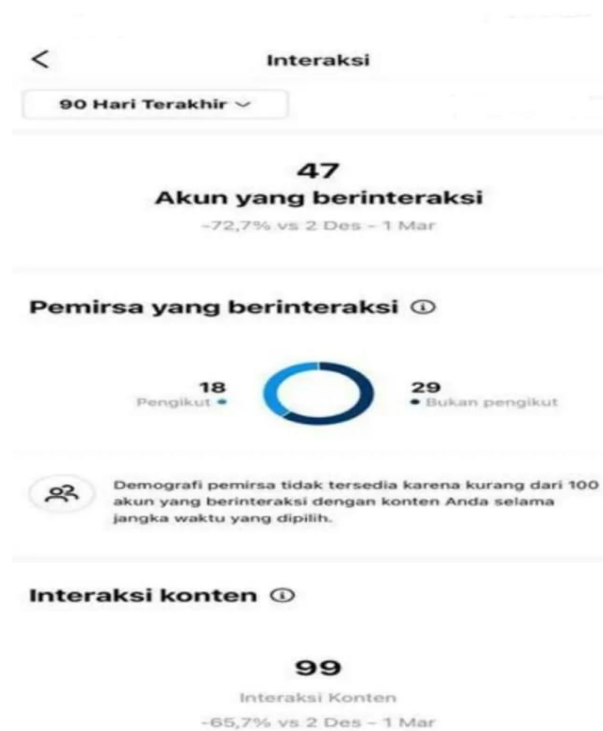 Interaksi
90 Hari Terakhir
47
Akun yang berinteraksi
-72,7% vs 2 Des - 1 Mar
Pemirsa yang berinteraksi
18
Pengikut
29
Bukan pengikut
Demografi pemirsa tidak tersedia karena kurang dari 100
akun yang berinteraksi dengan konten Anda selama
jangka waktu yang dipilih.
Interaksi konten
99
Interaksi Konten
-65,7% vs 2 Des - 1 Mar